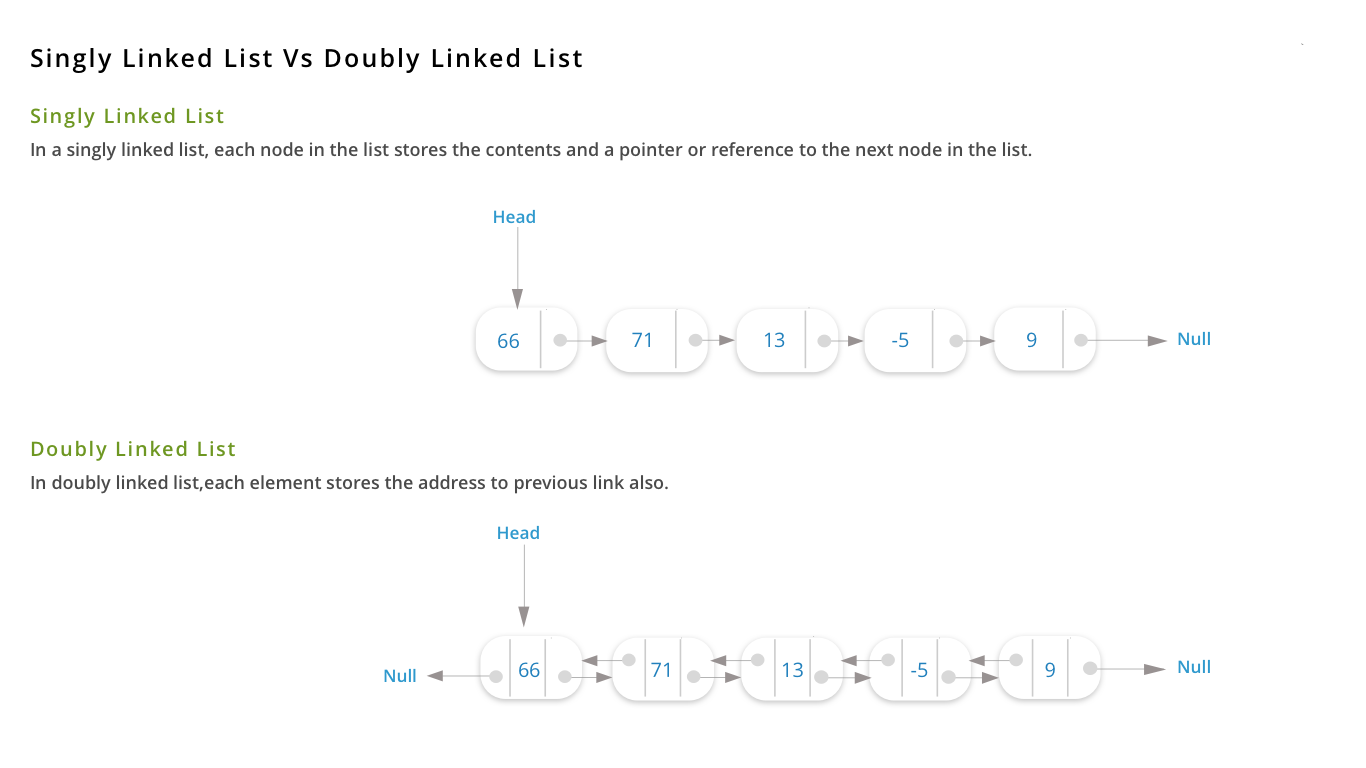 Singly Linked List Vs Doubly Linked List
Singly Linked List
In a singly linked list, each node in the list stores the contents and a pointer or reference to the next node in the list.
Head
66 71 13 -5 9 Null
Doubly Linked List
In doubly linked list,each element stores the address to previous link also.
Head
Null 66 71 13 -5 9 Null